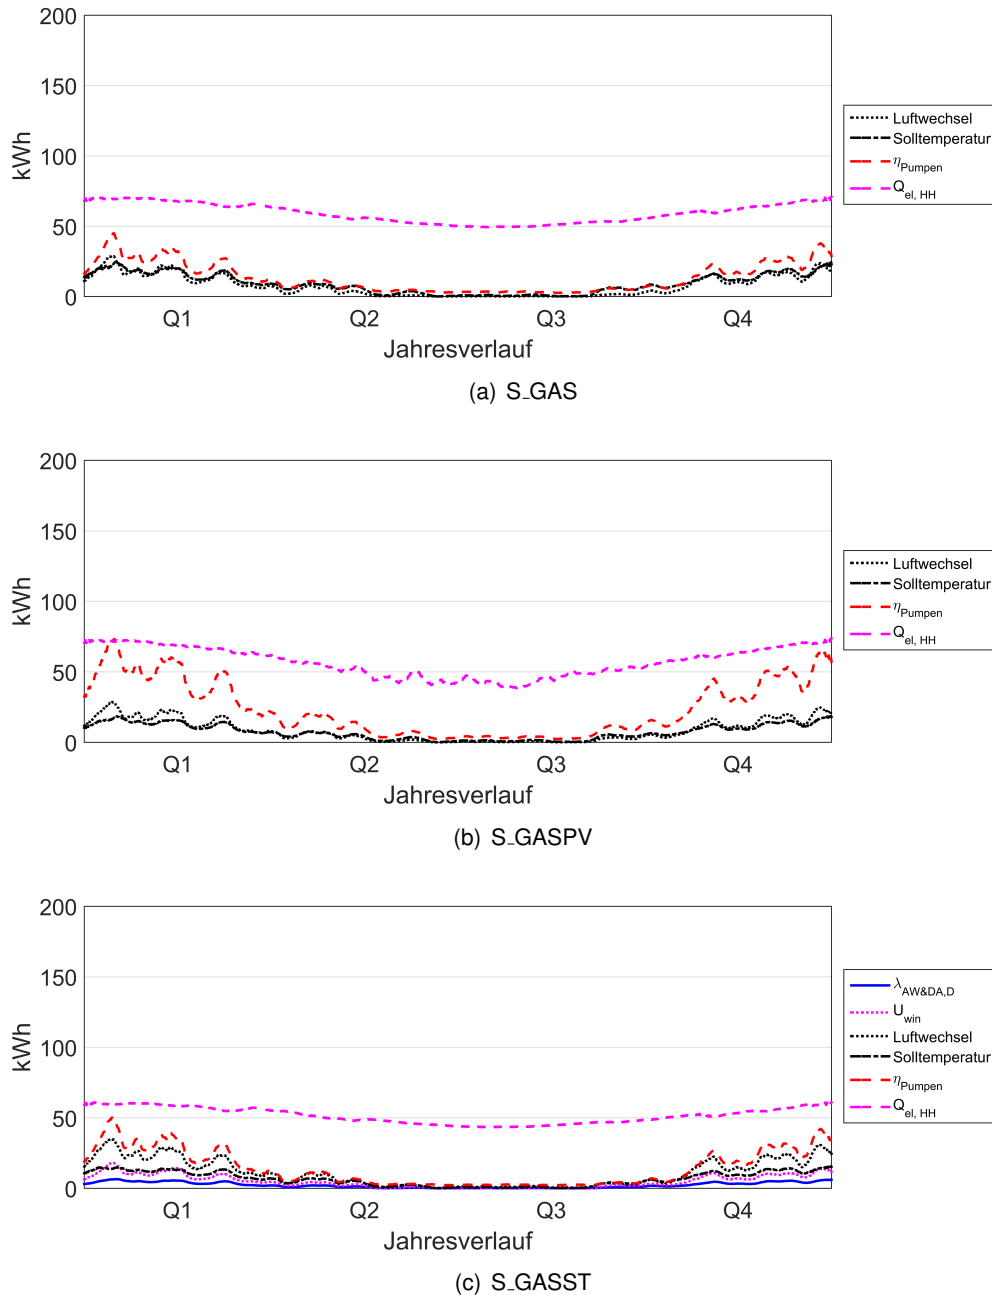 200
150
100
50
0
kWh
Q1 Q2 Q3 Q4
Jahresverlauf
Luftwechsel
Solltemperatur
ηPumpen
Qel, HH
(a) S_GAS
200
150
100
50
0
kWh
Q1 Q2 Q3 Q4
Jahresverlauf
Luftwechsel
Solltemperatur
ηPumpen
Qel, HH
(b) S_GASPV
200
150
100
50
0
kWh
Q1 Q2 Q3 Q4
Jahresverlauf
λAW&DA,D
Uwin
Luftwechsel
Solltemperatur
ηPumpen
Qel, HH
(c) S_GASST